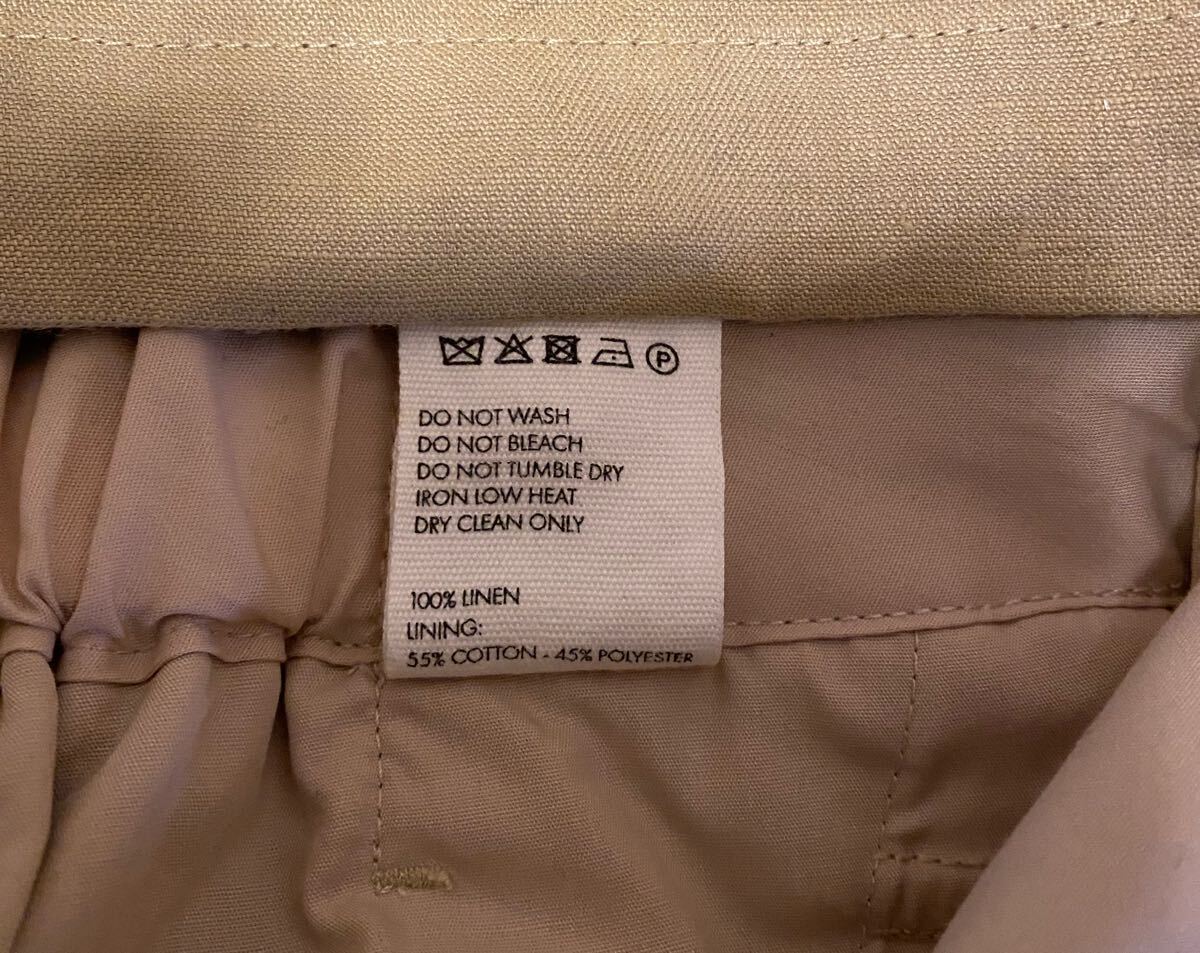 P
DO NOT WASH
DO NOT BLEACH
DO NOT TUMBLE DRY
IRON LOW HEAT
DRY CLEAN ONLY
100% LINEN
LINING:
55% COTTON - 45% POLYESTER